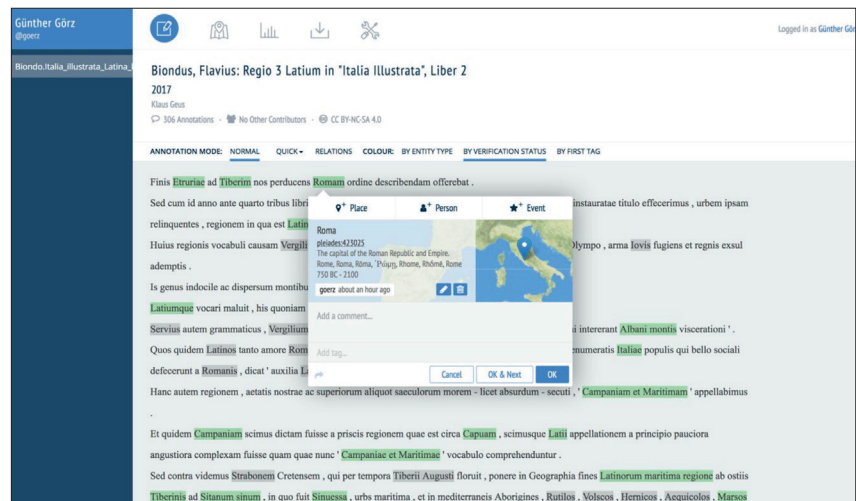 Günther Görz
@goerz
Logged in as Günther Gör
Biondo.Italia_illustrata_Latina_
Biondus, Flavius: Regio 3 Latium in "Italia Illustrata", Liber 2
2017
Klaus Geus
306 Annotations · No Other Contributors · CC BY-NC-SA 4.0
ANNOTATION MODE: NORMAL QUICK RELATIONS COLOUR: BY ENTITY TYPE BY VERIFICATION STATUS BY FIRST TAG
Finis Etruriae ad Tiberim nos perducens Romam ordine describendam offerebat .
Sed cum id anno ante quarto tribus libri instauratae titulo effecerimus , urbem ipsam
relinquentes , regionem in qua est Latin
Huius regionis vocabuli causam Vergili Olympo , arma Iovis fugiens et regnis exsul
ademptis .
Is genus indocile ac dispersum montibu
Latiumque vocari maluit , his quoniam
Servius autem grammaticus , Vergilium i intererant Albani montis viscerationi ' .
Quos quidem Latinos tanto amore Rom enumeratis Italiae populis qui bello sociali
defecerunt a Romanis , dicat ' auxilia L
Hanc autem regionem , aetatis nostrae ac superiorum aliquot saeculorum morem - licet absurdum - secuti , ' Campaniam et Maritimam ' appellabimus
.
Et quidem Campaniam scimus dictam fuisse a priscis regionem quae est circa Capuam , scimusque Latii appellationem a principio pauciora
angustiora complexam fuisse quam quae nunc ' Campaniae et Maritimae ' vocabulo comprehenduntur .
Sed contra videmus Strabonem Cretensem , qui per tempora Tiberii Augusti floruit , ponere in Geographia fines Latinorum maritima regione ab ostiis
Tiberinis ad Sitanum sinum , in quo fuit Sinuessa , urbs maritima , et in mediterraneis Aborigines , Rutilos , Volscos , Hernicos , Aequicolos , Marsos
Place Person Event
Roma
pleiades:423025
The capital of the Roman Republic and Empire.
Rome, Roma, Róma, Ῥώμη, Rhome, Rhômê, Rome
750 BC - 2100
goerz about an hour ago
Add a comment...
Add tag...
Cancel OK & Next OK